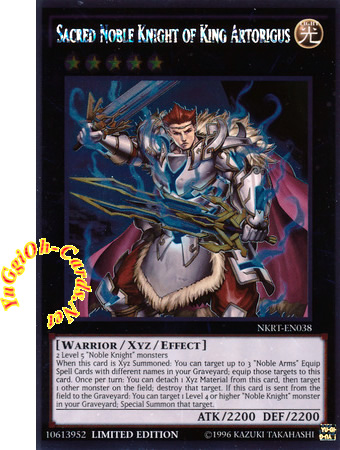 Sacred Noble Knight of King Artorigus
光
YuGgiOh-Cards.Net
NKRT-EN038
[Warrior / Xyz / Effect]
2 Level 5 "Noble Knight" monsters
When this card is Xyz Summoned: You can target up to 3 "Noble Arms" Equip
Spell Cards with different names in your Graveyard; equip those targets to this
card. Once per turn: You can detach 1 Xyz Material from this card, then target
1 other monster on the field; destroy that target. If this card is sent from the
field to the Graveyard: You can target 1 Level 4 or higher "Noble Knight" monster
in your Graveyard; Special Summon that target.
ATK/2200 DEF/2200
10613952 LIMITED EDITION ©1996 KAZUKI TAKAHASHI